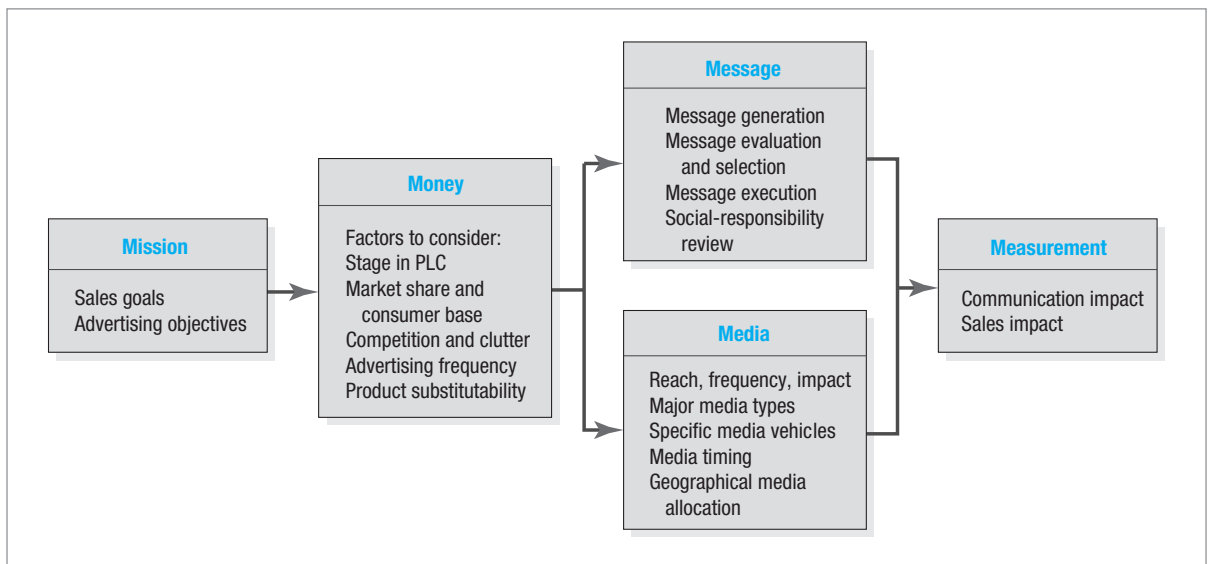 Mission
Sales goals
Advertising objectives
Money
Factors to consider:
Stage in PLC
Market share and
consumer base
Competition and clutter
Advertising frequency
Product substitutability
Message
Message generation
Message evaluation
and selection
Message execution
Social-responsibility
review
Media
Reach, frequency, impact
Major media types
Specific media vehicles
Media timing
Geographical media
allocation
Measurement
Communication impact
Sales impact